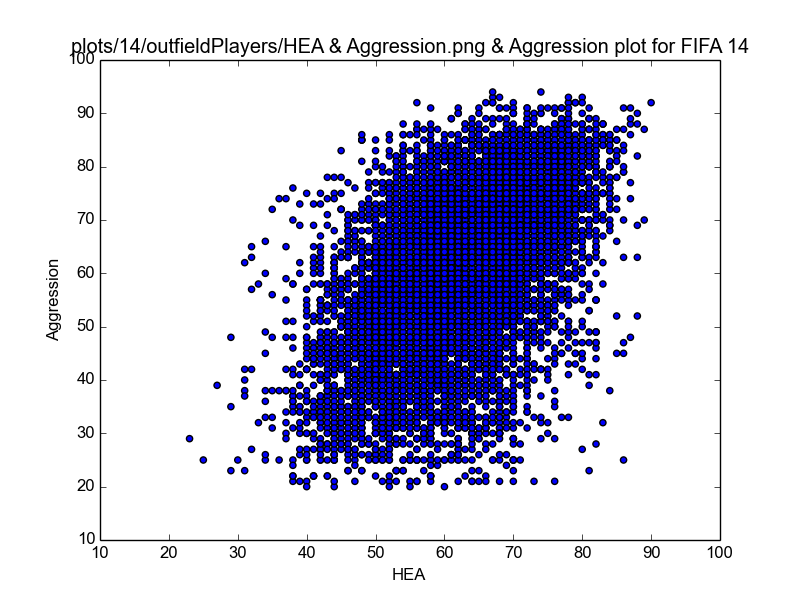 plots/14/outfieldPlayers/HEA & Aggression.png & Aggression plot for FIFA 14
100
90
80
70
60
50
40
30
20
10
Aggression
10 20 30 40 50 60 70 80 90 100
HEA